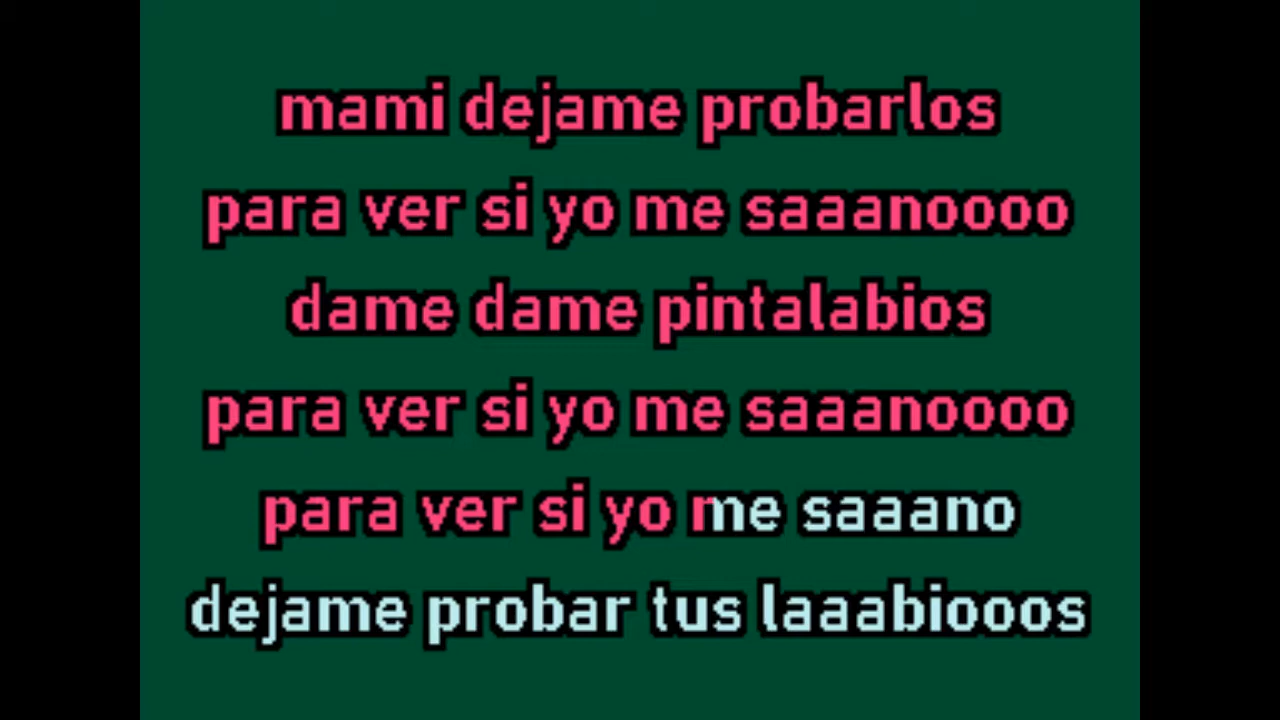 mami dejame probarlos
para ver si yo me saaanoooo
dame dame pintalabios
para ver si yo me saaanoooo
para ver si yo me saaano
dejame probar tus laaabiooos